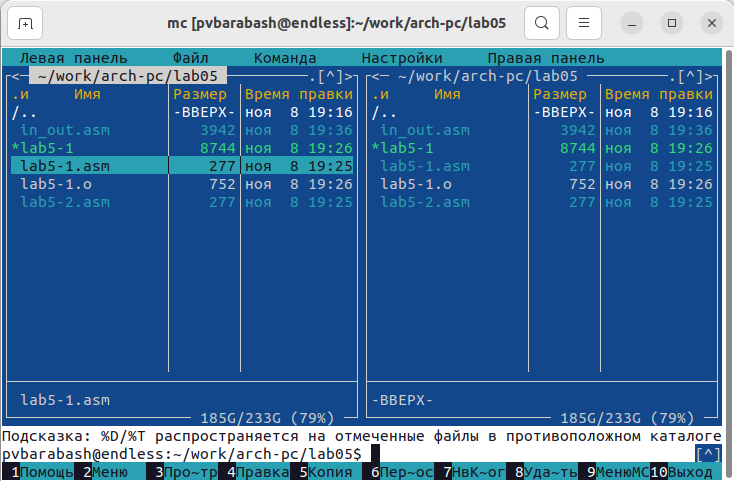 mc [pvbarabash@endless]:~/work/arch-pc/lab05
Левая панель Файл Команда Настройки Правая панель
<─ ~/work/arch-pc/lab05 ─.[^]> <─ ~/work/arch-pc/lab05 ─.[^]>
.и Имя Размер Время правки .и Имя Размер Время правки
/.. -ВВЕРХ- ноя 8 19:16 /.. -ВВЕРХ- ноя 8 19:16
in_out.asm 3942 ноя 8 19:36 in_out.asm 3942 ноя 8 19:36
*lab5-1 8744 ноя 8 19:26 *lab5-1 8744 ноя 8 19:26
lab5-1.asm 277 ноя 8 19:25 lab5-1.asm 277 ноя 8 19:25
lab5-1.o 752 ноя 8 19:26 lab5-1.o 752 ноя 8 19:26
lab5-2.asm 277 ноя 8 19:25 lab5-2.asm 277 ноя 8 19:25
lab5-1.asm -ВВЕРХ-
185G/233G (79%) 185G/233G (79%)
Подсказка: %D/%T распространяется на отмеченные файлы в противоположном каталоге
pvbarabash@endless:~/work/arch-pc/lab05$ [^]
1Помощь 2Меню 3Про~тр 4Правка 5Копия 6Пер~ос 7НвК~ог 8Уда~ть 9МенюMC 10Выход